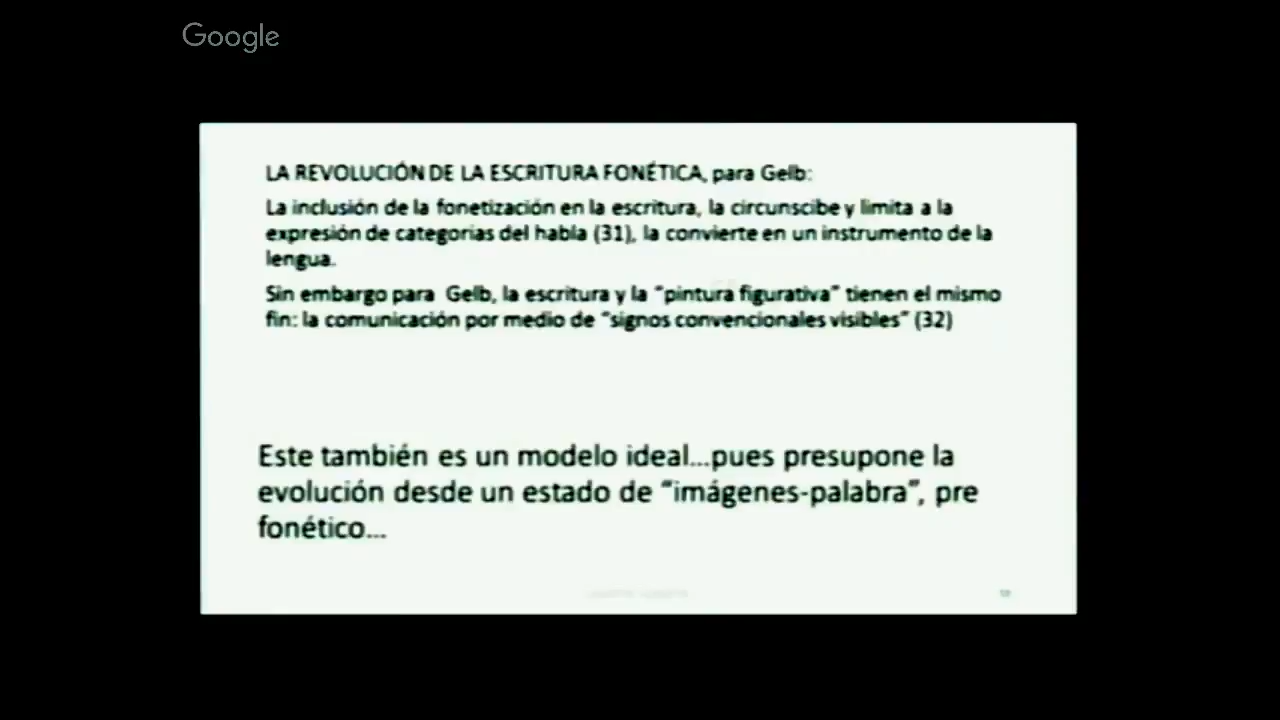 Google
LA REVOLUCIÓN DE LA ESCRITURA FONÉTICA, para Gelb:
La inclusión de la fonetización en la escritura, la circunscibe y limita a la
expresión de categorías del habla (31), la convierte en un instrumento de la
lengua.
Sin embargo para Gelb, la escritura y la "pintura figurativa" tienen el mismo
fin: la comunicación por medio de "signos convencionales visibles" (32)
Este también es un modelo ideal...pues presupone la
evolución desde un estado de "imágenes-palabra", pre
fonético...